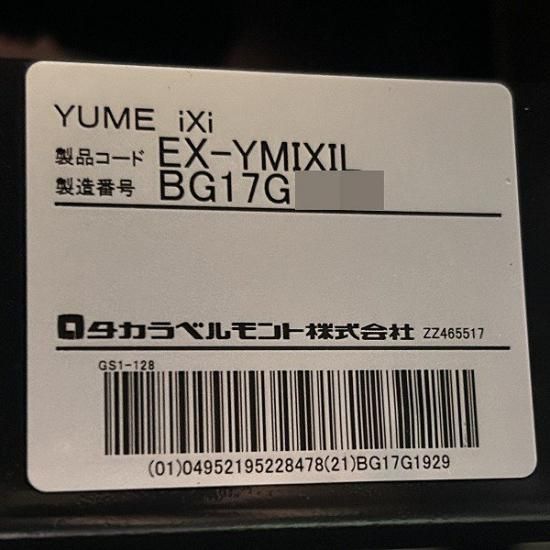 YUME iXi
製品コード EX-YMIXIL
製造番号 BG17G
タカラベルモント株式会社 ZZ465517
GS1-128
(01)04952195228478(21)BG17G1929